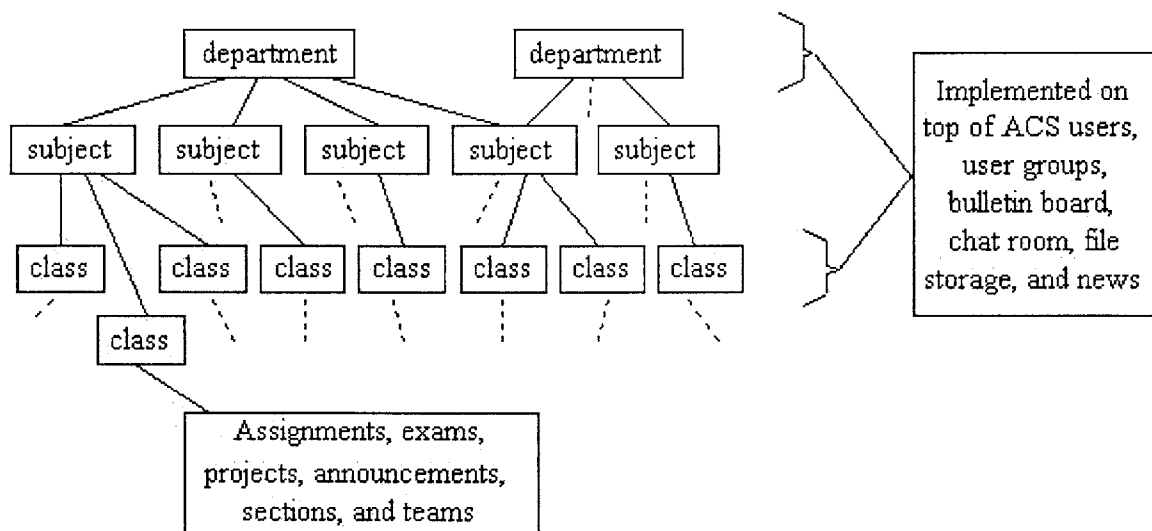 department
department
subject
subject
subject
subject
subject
class
class
class
class
class
class
class
class
Assignments, exams,
projects, announcements,
sections, and teams
Implemented on
top of ACS users,
user groups,
bulletin board,
chat room, file
storage, and news